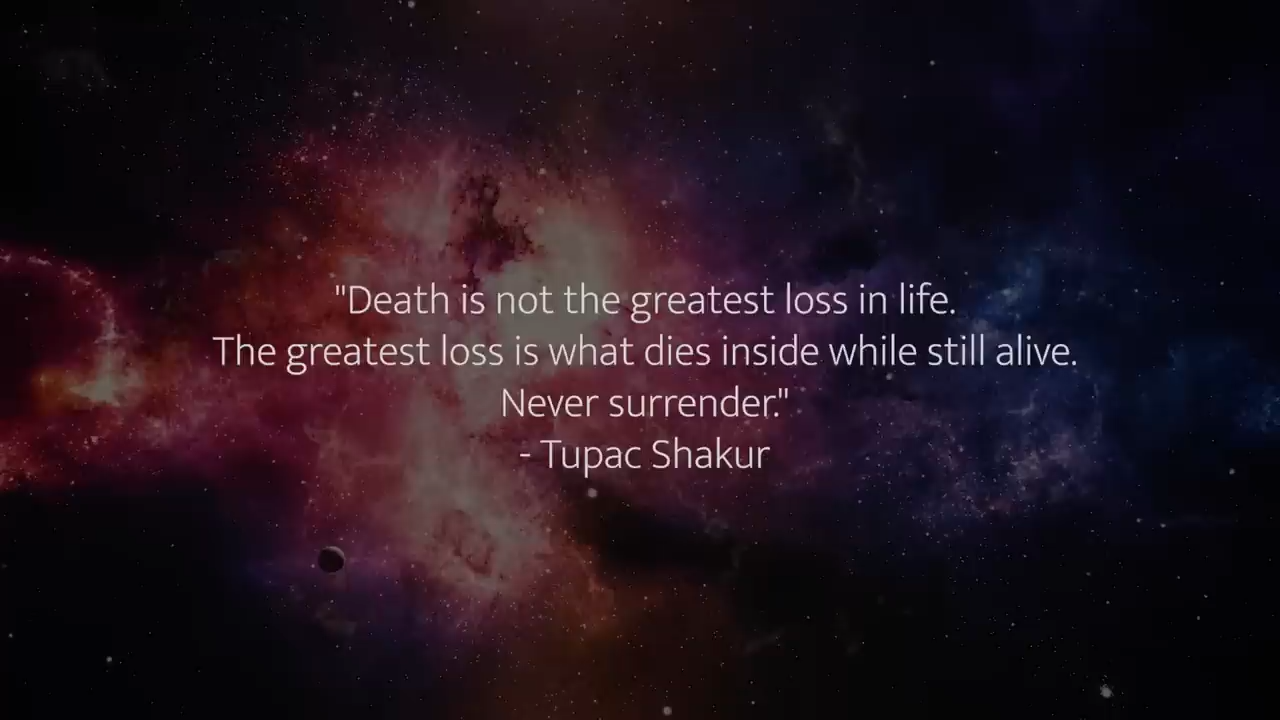 "Death is not the greatest loss in life.
The greatest loss is what dies inside while still alive.
Never surrender."
- Tupac Shakur